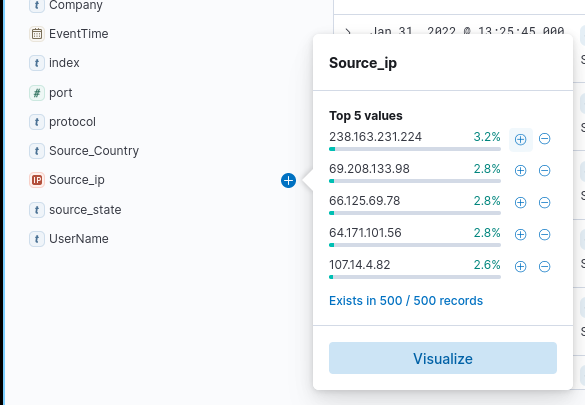 Company
EventTime
index
# port
protocol
Source_Country
IP Source_ip
source_state
UserName
Jan 31, 2022 @ 13:25:45.000
Source_ip
Top 5 values
238.163.231.224 3.2%
69.208.133.98 2.8%
66.125.69.78 2.8%
64.171.101.56 2.8%
107.14.4.82 2.6%
Exists in 500 / 500 records
Visualize